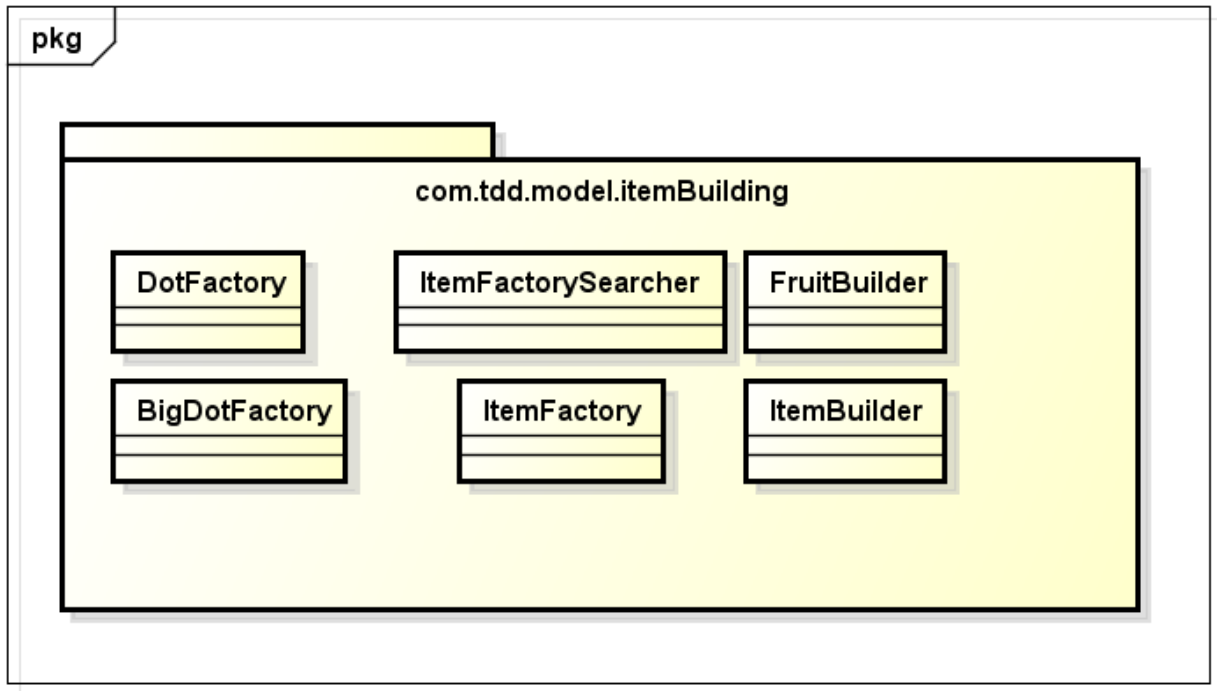 pkg
com.tdd.model.itemBuilding
DotFactory
ItemFactorySearcher
FruitBuilder
BigDotFactory
ItemFactory
ItemBuilder